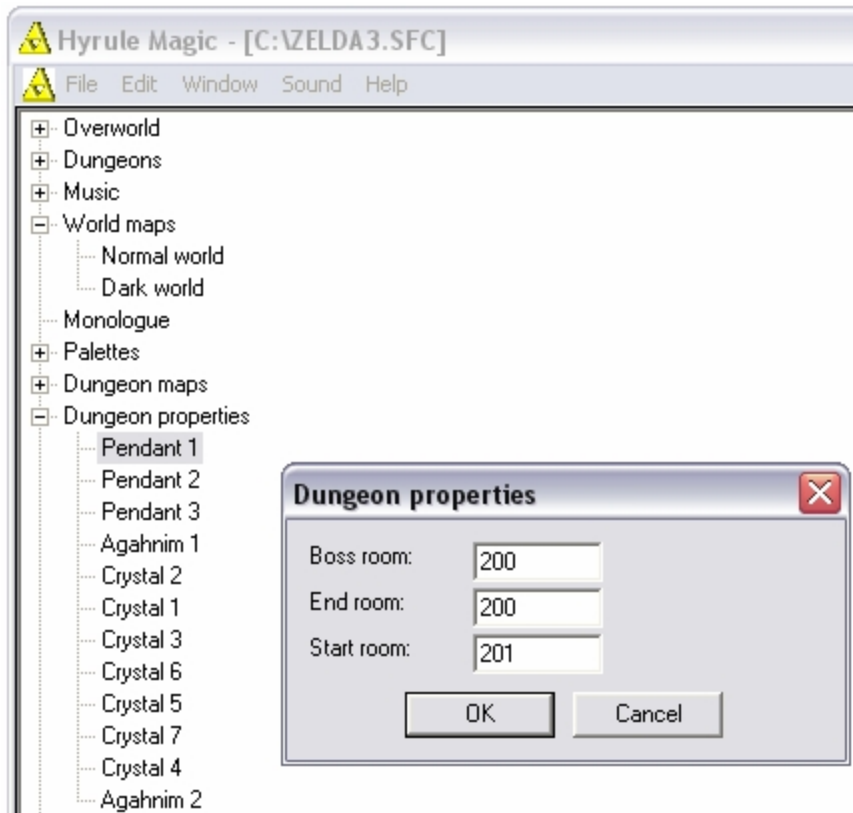 Hyrule Magic - [C:\ZELDA3.SFC]
File Edit Window Sound Help
Overworld
Dungeons
Music
World maps
Normal world
Dark world
Monologue
Palettes
Dungeon maps
Dungeon properties
Pendant 1
Pendant 2
Pendant 3
Agahnim 1
Crystal 2
Crystal 1
Crystal 3
Crystal 6
Crystal 5
Crystal 7
Crystal 4
Agahnim 2
Dungeon properties
Boss room: 200
End room: 200
Start room: 201
OK Cancel